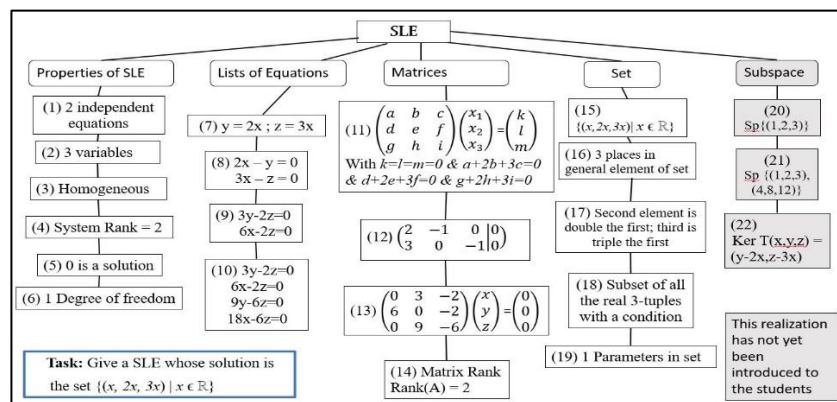 SLE
Properties of SLE
(1) 2 independent
equations
(2) 3 variables
(3) Homogeneous
(4) System Rank = 2
(5) 0 is a solution
(6) 1 Degree of freedom
Lists of Equations
(7) y = 2x ; z = 3x
(8) 2x – y = 0
3x – z = 0
(9) 3y-2z=0
6x-2z=0
(10) 3y-2z=0
6x-2z=0
9y-6z=0
18x-6z=0
Matrices
(11) (a b c
d e f
g h i) (x₁
x₂
x₃) = (k
l
m)
With k=l=m=0 & a+2b+3c=0
& d+2e+3f=0 & g+2h+3i=0
(12) (2 -1 0 | 0
3 0 -1 | 0)
(13) (0 3 −2
6 0 −2
0 9 −6) (x
y
z) = (0
0
0)
(14) Matrix Rank
Rank(A) = 2
Set
(15)
{(x, 2x, 3x)| x ϵ ℝ}
(16) 3 places in
general element of set
(17) Second element is
double the first; third is
triple the first
(18) Subset of all
the real 3-tuples
with a condition
(19) 1 Parameters in set
Subspace
(20)
Sp{(1,2,3)}
(21)
Sp {(1,2,3),
(4,8,12)}
(22)
Ker T(x,y,z) =
(y-2x,z-3x)
This realization
has not yet
been
introduced to
the students
Task: Give a SLE whose solution is
the set {(x, 2x, 3x) | x ϵ ℝ}